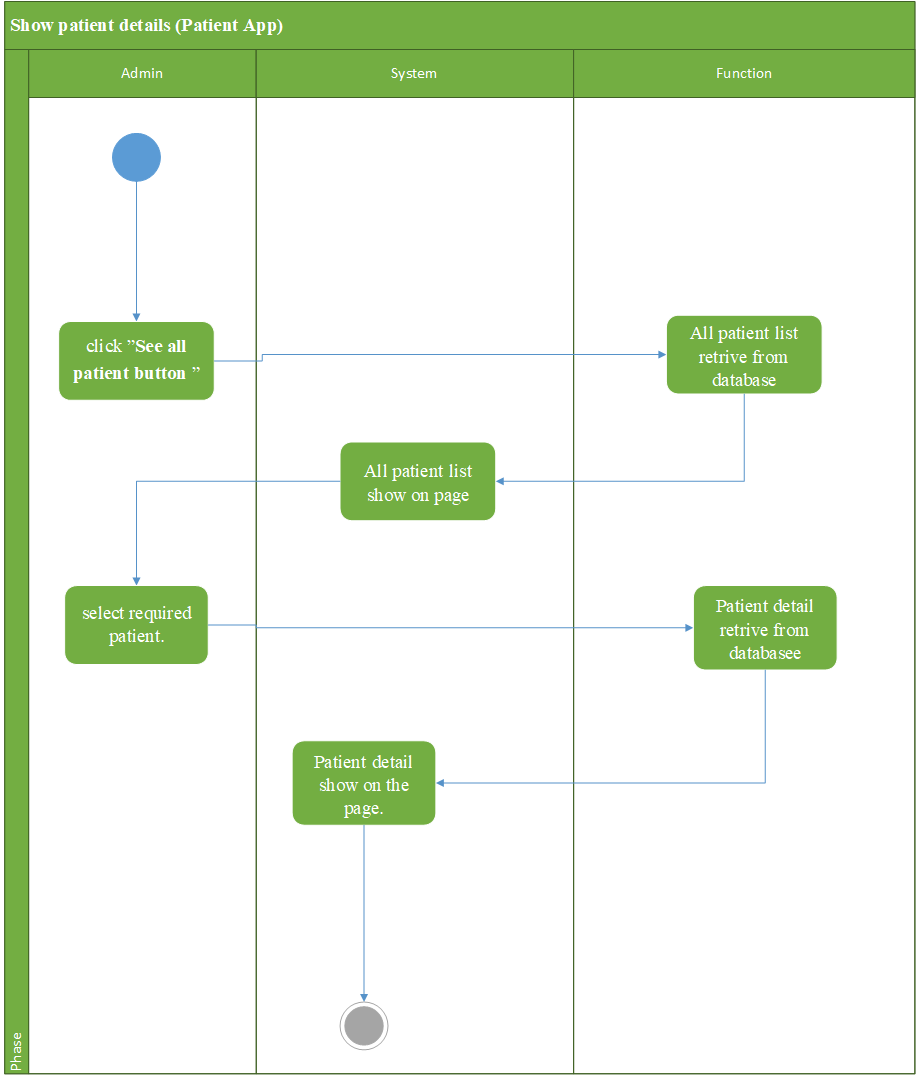 Show patient details (Patient App)
Admin
System
Function
click ”See all
patient button ”
All patient list
retrive from
database
All patient list
show on page
select required
patient.
Patient detail
retrive from
databasee
Patient detail
show on the
page.
Phase